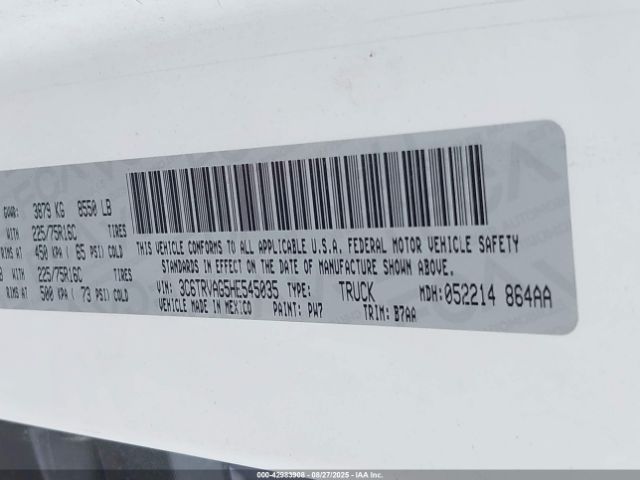 GVWR: 3879 KG 8550 LB
WITH 225/75R16C TIRES
RIMS AT 450 KPA ( 65 PSI) COLD
WITH 225/75R16C TIRES
RIMS AT 500 KPA ( 73 PSI) COLD
THIS VEHICLE CONFORMS TO ALL APPLICABLE U.S.A. FEDERAL MOTOR VEHICLE SAFETY
STANDARDS IN EFFECT ON THE DATE OF MANUFACTURE SHOWN ABOVE.
VIN: 3C6TRVAG5HE545035 TYPE: TRUCK MDH: 052214 864AA
VEHICLE MADE IN MEXICO PAINT: PW7 TRIM: B7AA
000-42983908 - 08/27/2025 - IAA Inc.